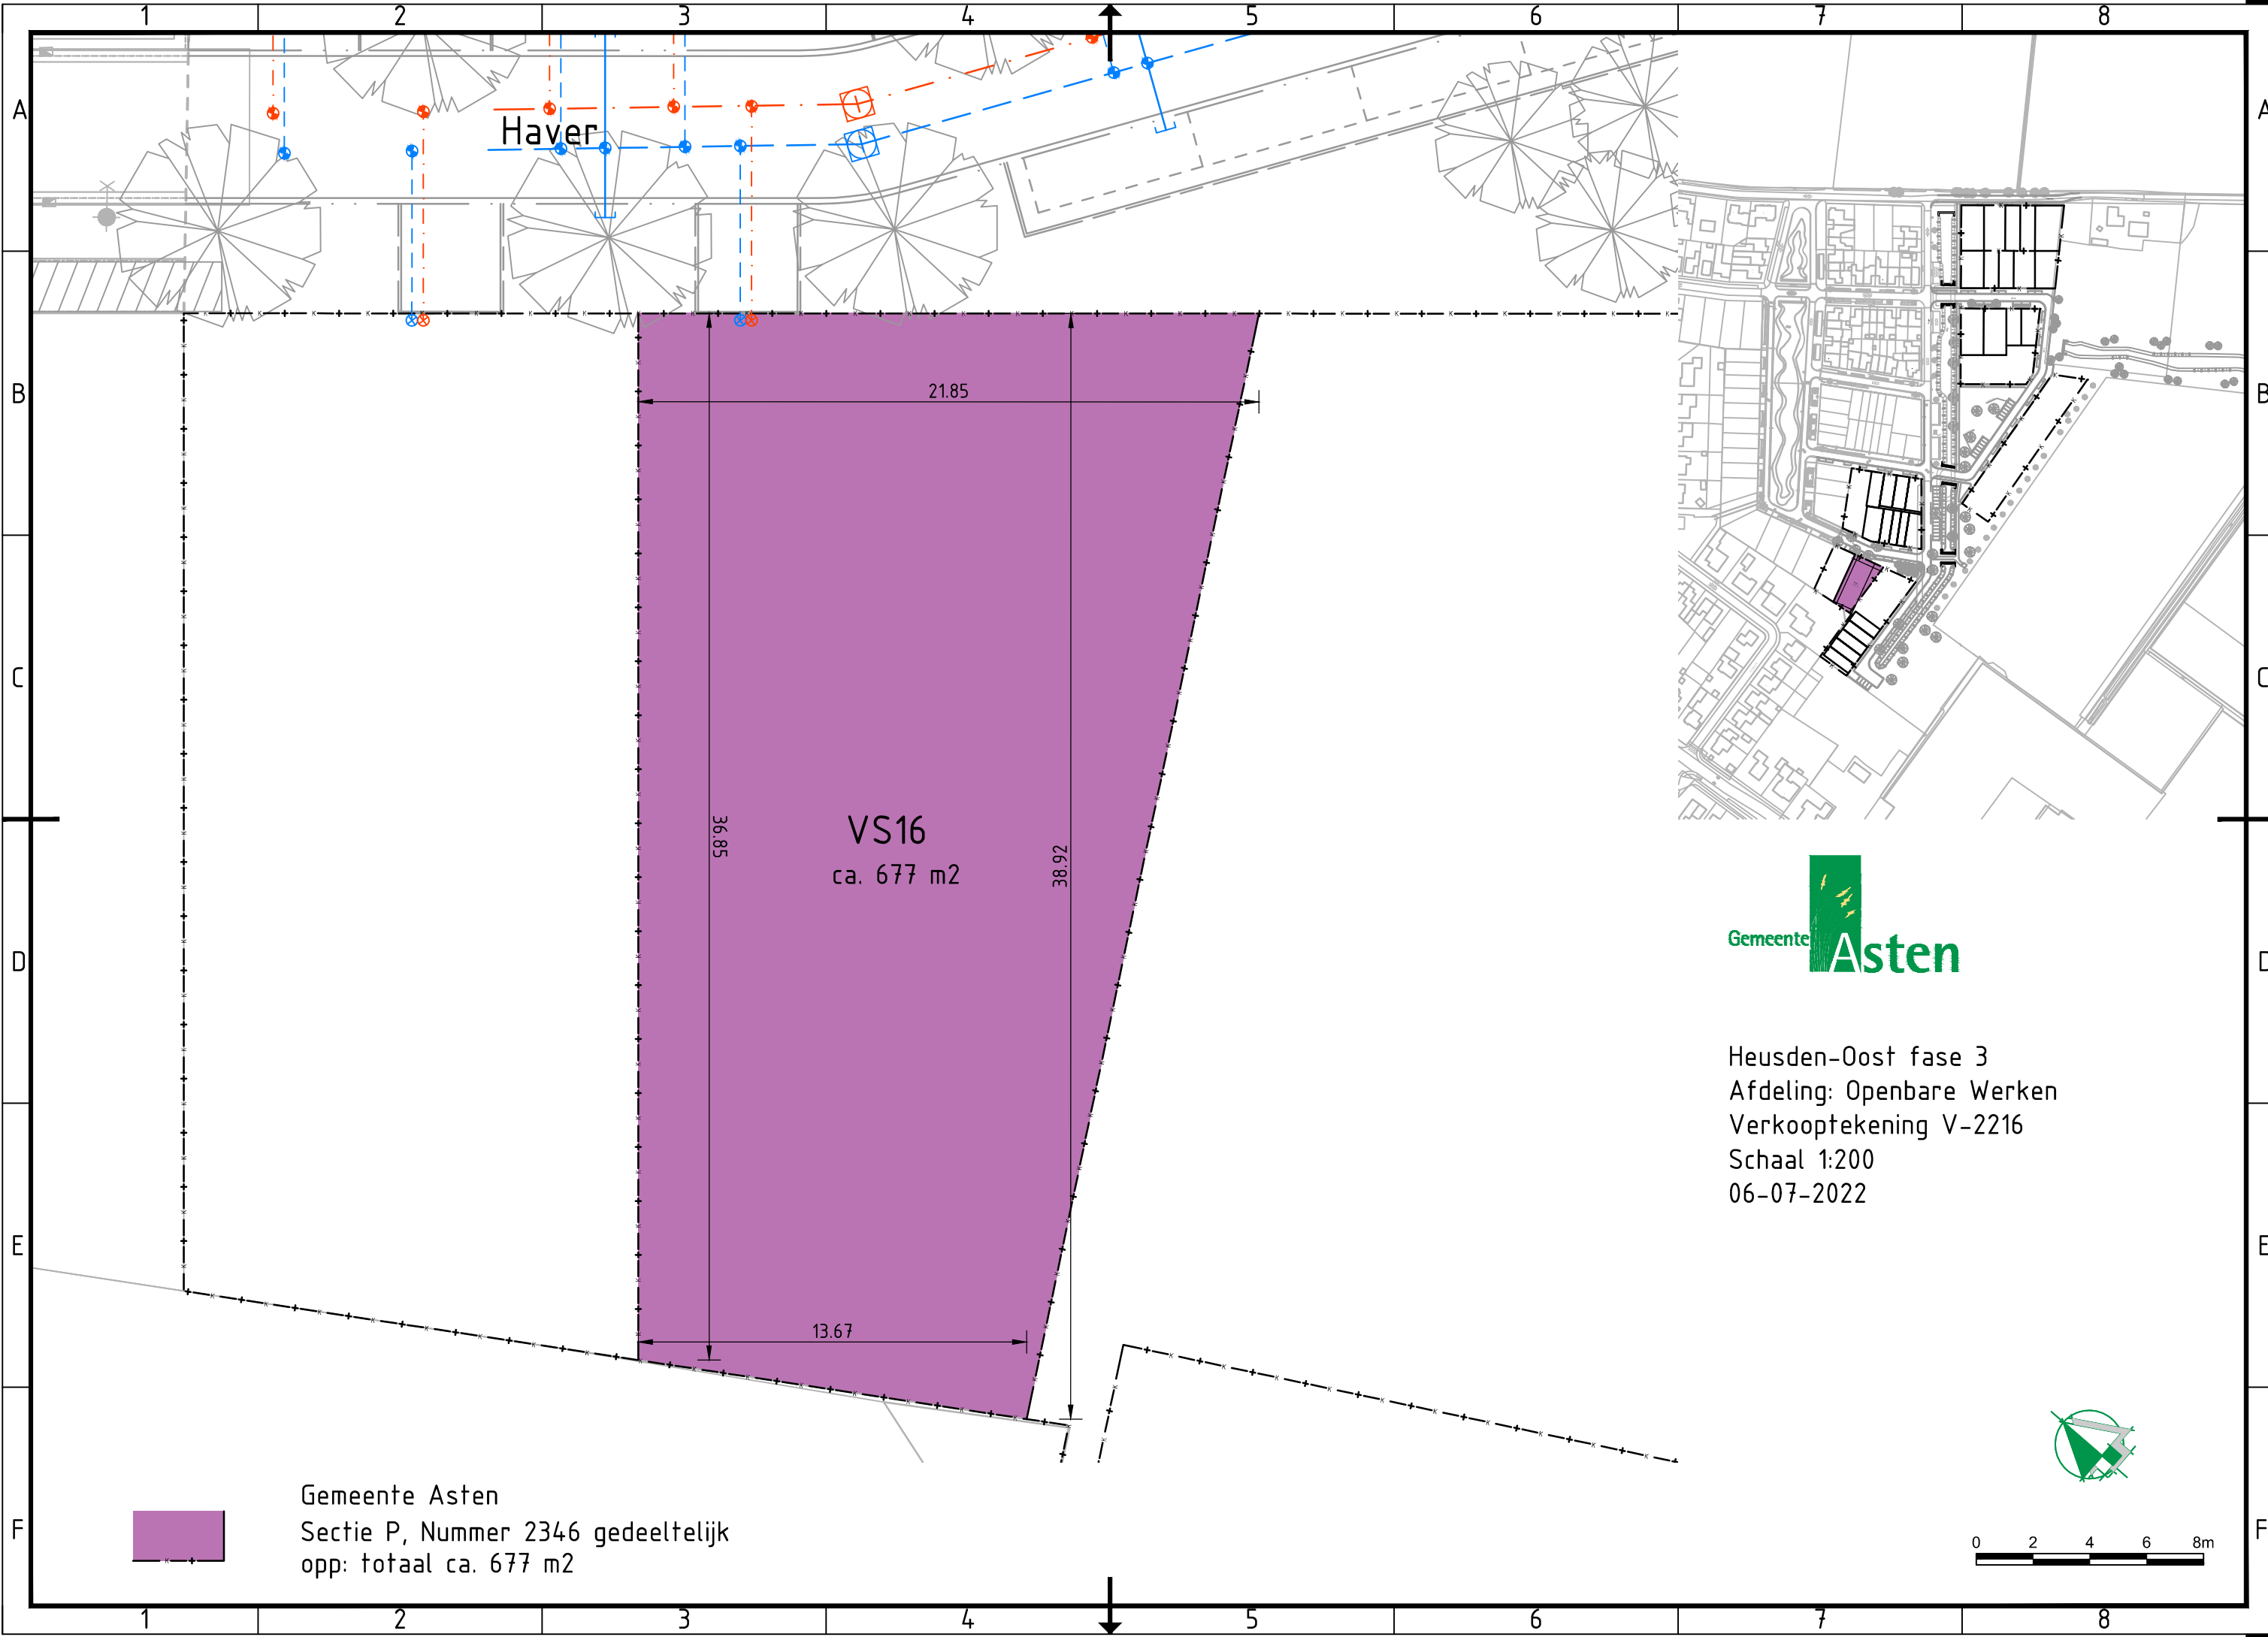 1 2 3 4 5 6 7 8
A A
Haver
B B
21.85
C C
36.85
VS16
ca. 677 m2
38.92
D D
Gemeente Asten
Heusden-Oost fase 3
Afdeling: Openbare Werken
Verkooptekening V-2216
Schaal 1:200
06-07-2022
E E
13.67
Gemeente Asten
Sectie P, Nummer 2346 gedeeltelijk
opp: totaal ca. 677 m2
F F
0 2 4 6 8m
1 2 3 4 5 6 7 8